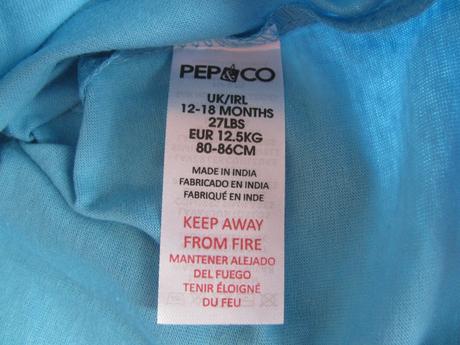 PEP&CO
UK/IRL
12-18 MONTHS
27LBS
EUR 12.5KG
80-86CM
MADE IN INDIA
FABRICADO EN INDIA
FABRIQUÉ EN INDE
KEEP AWAY
FROM FIRE
MANTENER ALEJADO
DEL FUEGO
TENIR ÉLOIGNÉ
DU FEU